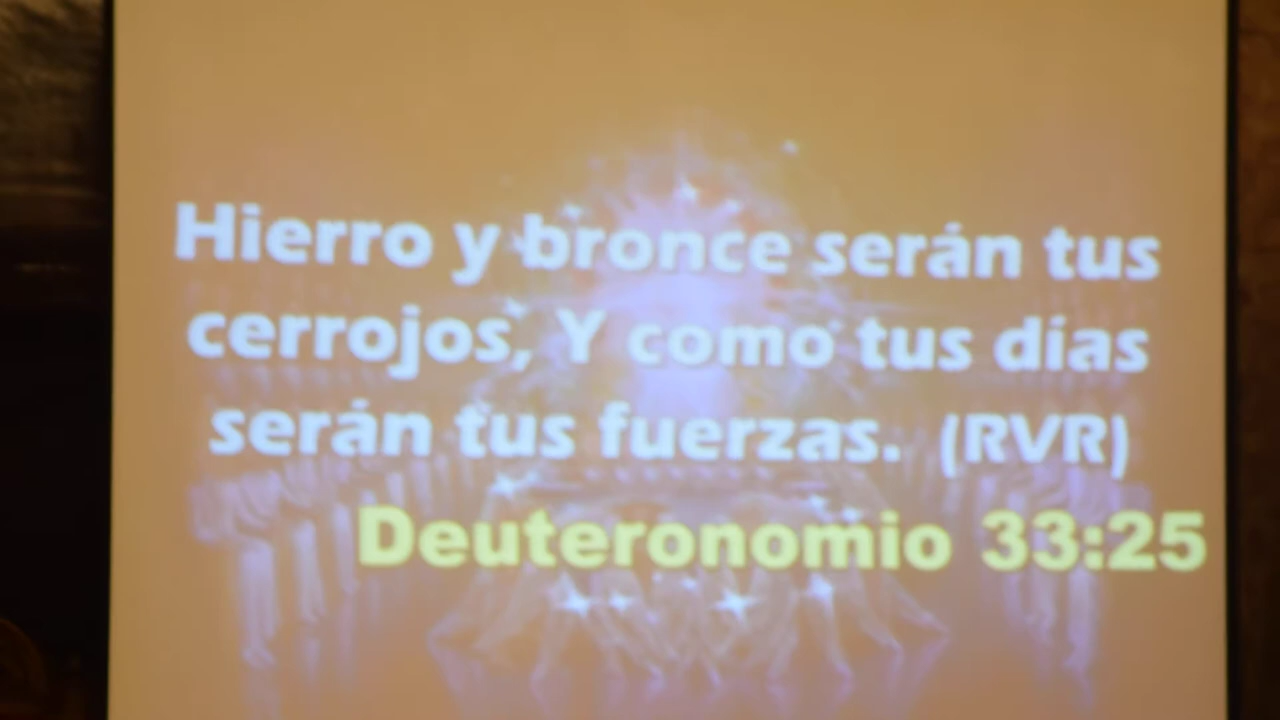 Hierro y bronce serán tus
cerrojos, Y como tus días
serán tus fuerzas. (RVR)
Deuteronomio 33:25